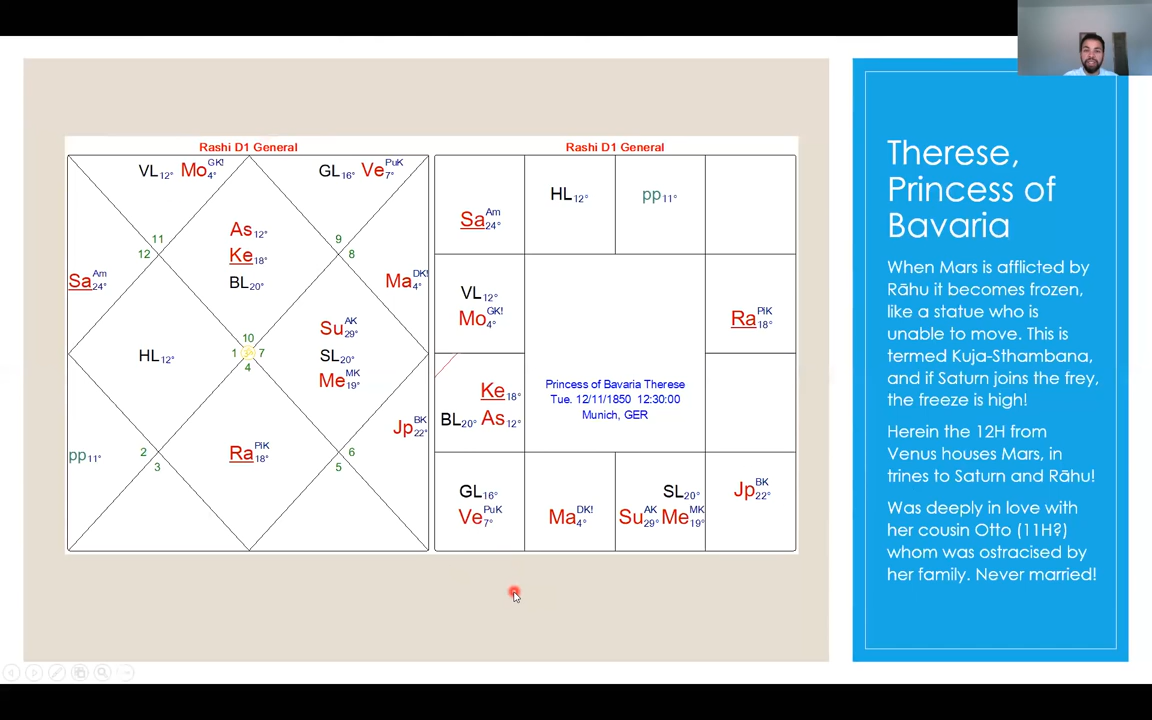 Rashi D1 General
VL12° Mo4° GK!
GL16° Ve7° PuK
As12°
Ke18°
BL20°
11
12
9
8
Sa24° Am
Ma4° DK!
Su29° AK
SL20°
Me19° MK
10
1
7
4
HL12°
Jp22° BK
Ra18° PiK
pp11°
2
3
6
5
Rashi D1 General
HL12°
pp11°
Sa24° Am
VL12°
Mo4° GK!
Ra18° PiK
Ke18°
BL20° As12°
Princess of Bavaria Therese
Tue. 12/11/1850 12:30:00
Munich, GER
GL16°
Ve7° PuK
Ma4° DK!
SL20°
Su29° AK Me19° MK
Jp22° BK
Therese,
Princess of
Bavaria
When Mars is afflicted by
Rāhu it becomes frozen,
like a statue who is
unable to move. This is
termed Kuja-Sthambana,
and if Saturn joins the frey,
the freeze is high!
Herein the 12H from
Venus houses Mars, in
trines to Saturn and Rāhu!
Was deeply in love with
her cousin Otto (11H?)
whom was ostracised by
her family. Never married!